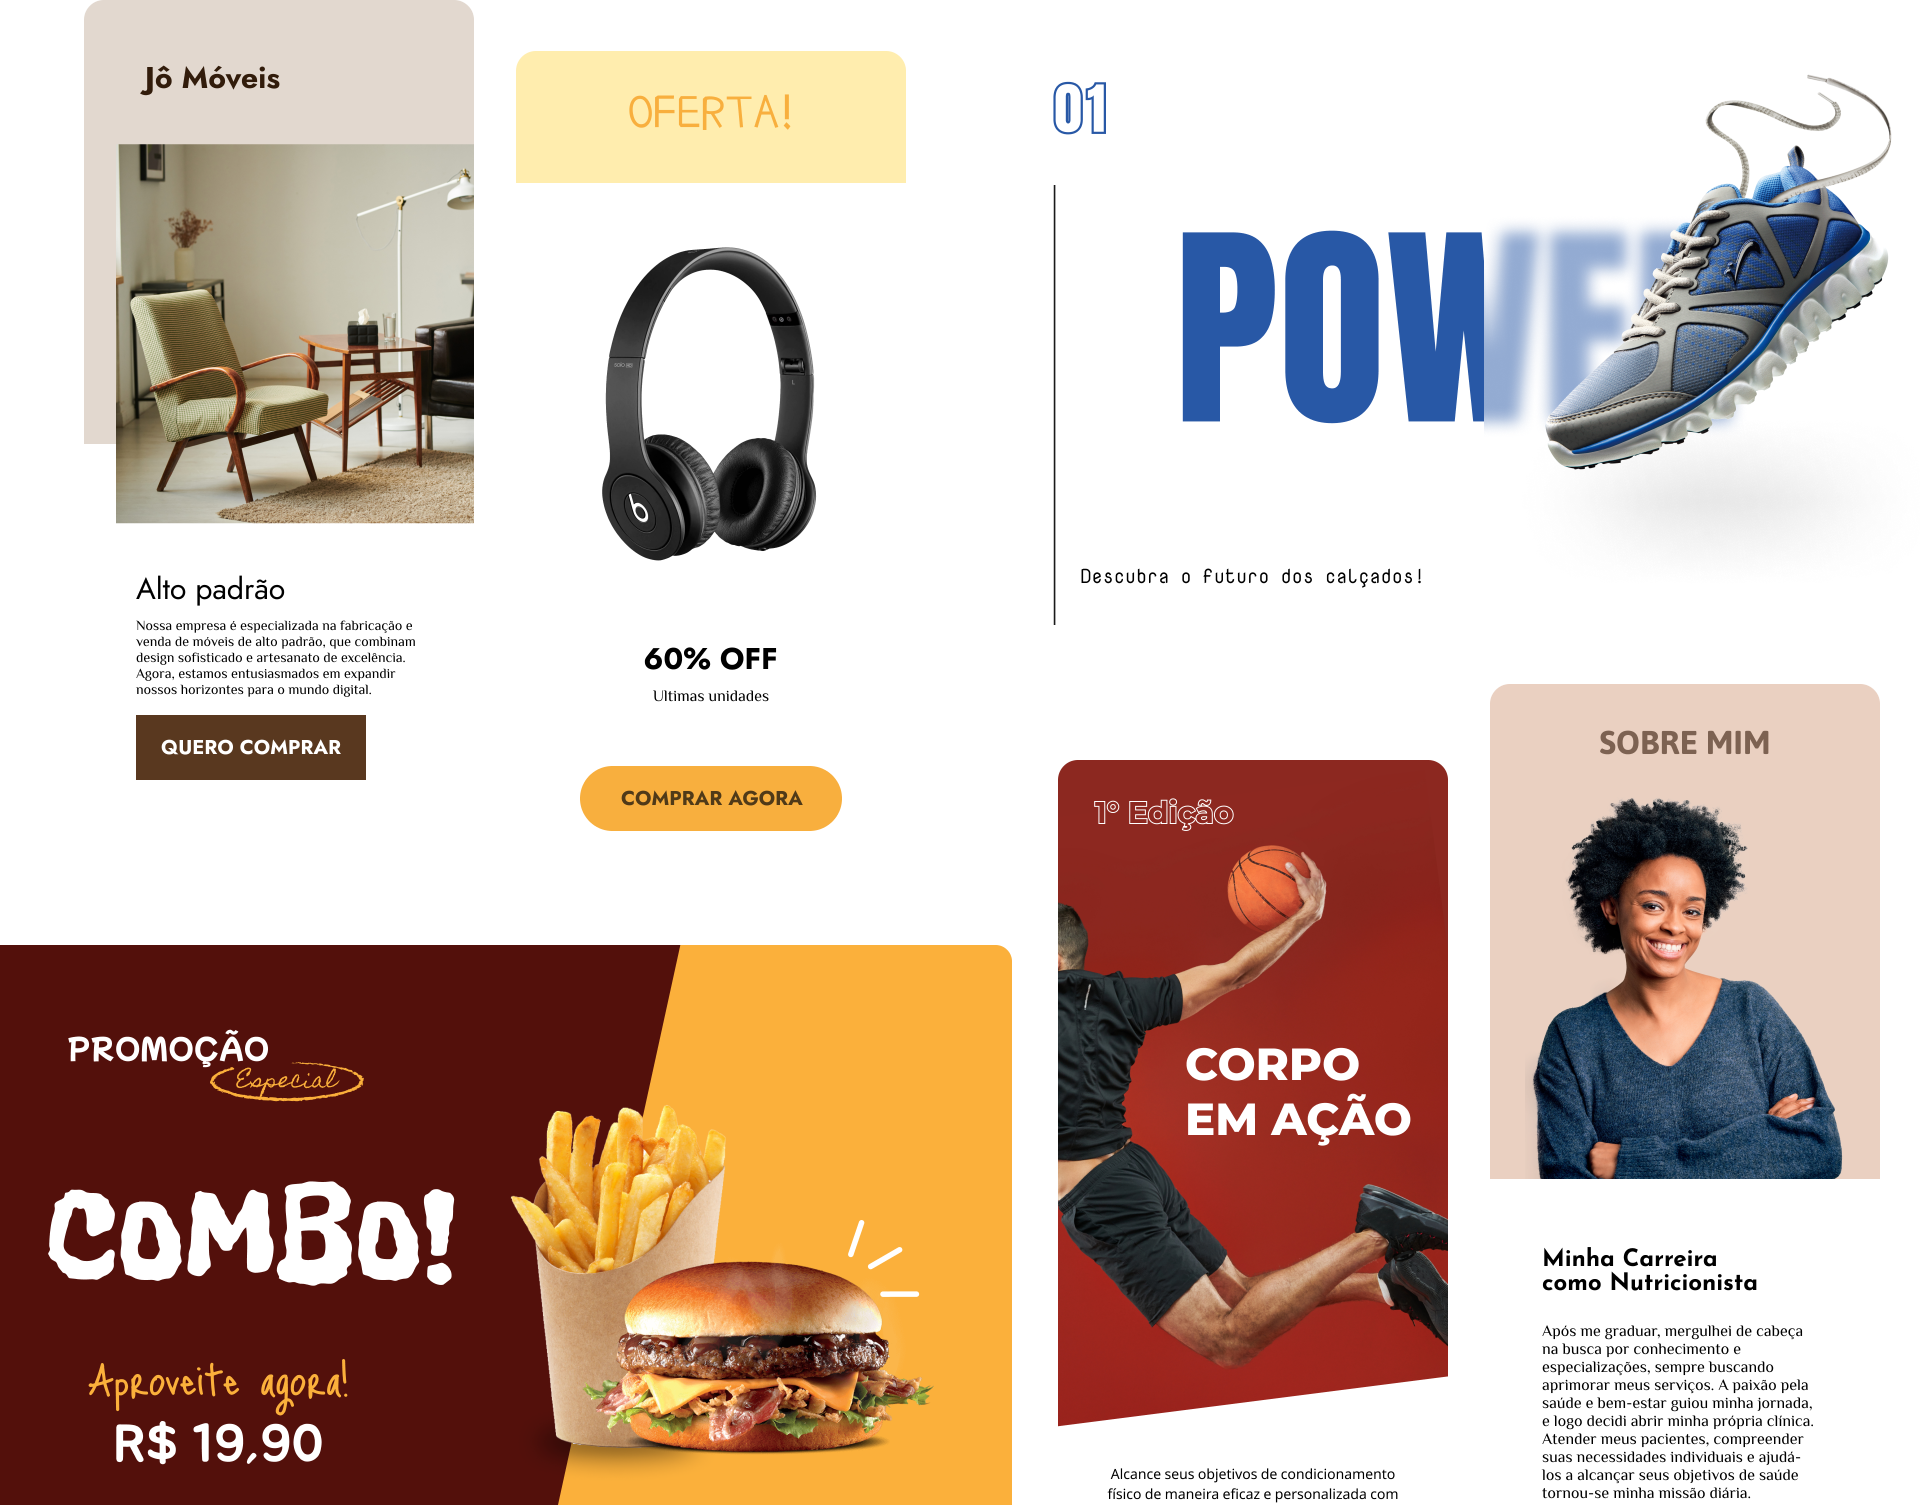 Jô Móveis
Alto padrão
Nossa empresa é especializada na fabricação e
venda de móveis de alto padrão, que combinam
design sofisticado e artesanato de excelência.
Agora, estamos entusiasmados em expandir
nossos horizontes para o mundo digital.
QUERO COMPRAR
OFERTA!
60% OFF
Ultimas unidades
COMPRAR AGORA
01
POWE
Descubra o futuro dos calçados!
PROMOÇÃO
Especial
COMBO!
Aproveite agora!
R$ 19,90
1º Edição
CORPO
EM AÇÃO
Alcance seus objetivos de condicionamento
físico de maneira eficaz e personalizada com
SOBRE MIM
Minha Carreira
como Nutricionista
Após me graduar, mergulhei de cabeça
na busca por conhecimento e
especializações, sempre buscando
aprimorar meus serviços. A paixão pela
saúde e bem-estar guiou minha jornada,
e logo decidi abrir minha própria clínica.
Atender meus pacientes, compreender
suas necessidades individuais e ajudá-
los a alcançar seus objetivos de saúde
tornou-se minha missão diária.